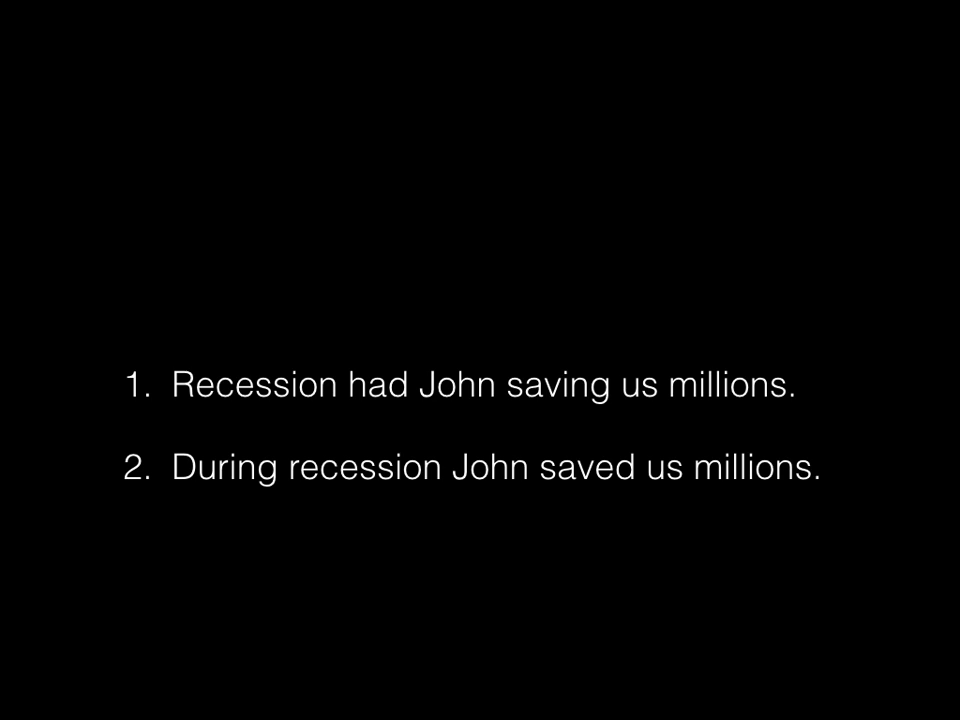 1. Recession had John saving us millions.
2. During recession John saved us millions.